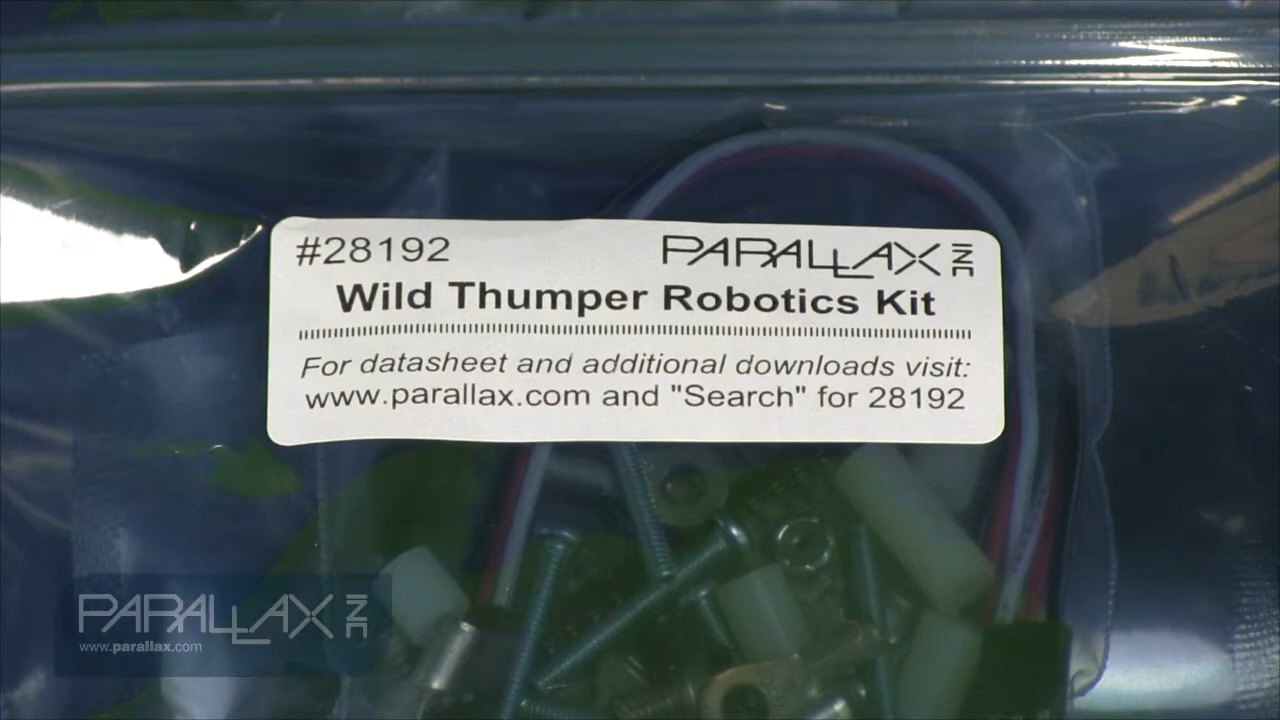 #28192 PARALLAX INC
Wild Thumper Robotics Kit
For datasheet and additional downloads visit:
www.parallax.com and "Search" for 28192
PARALLAX INC
www.parallax.com